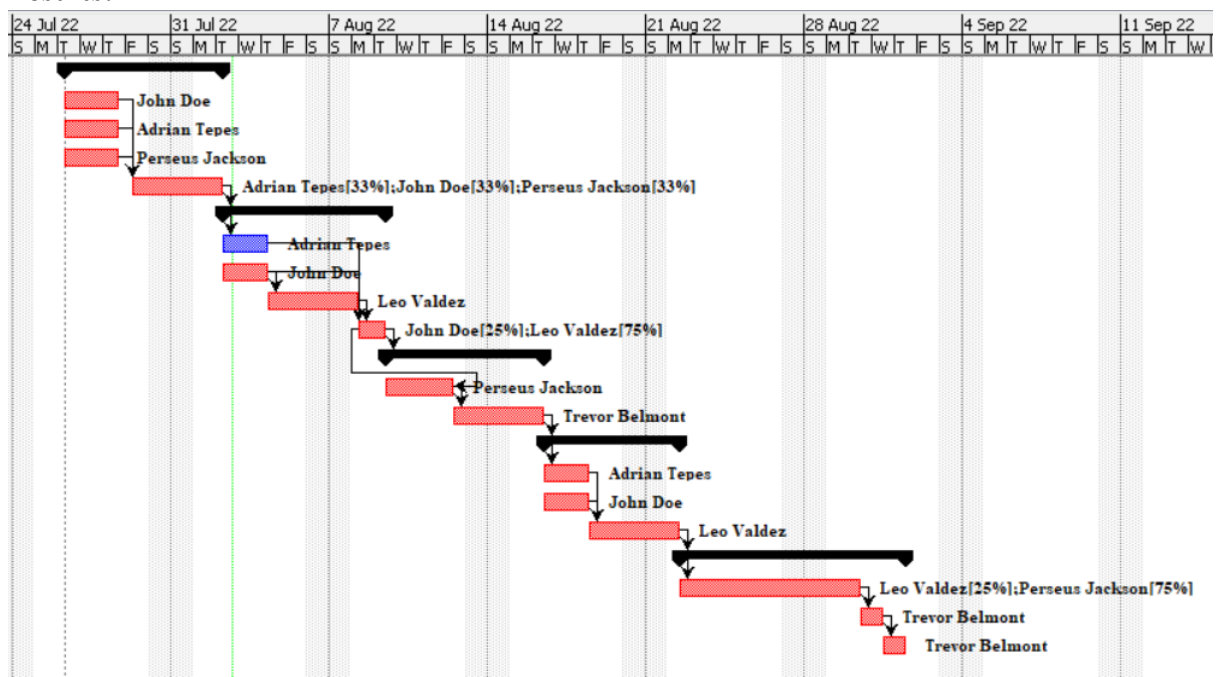 24 Jul 22 31 Jul 22 7 Aug 22 14 Aug 22 21 Aug 22 28 Aug 22 4 Sep 22 11 Sep 22
S M T W T F S S M T W T F S S M T W T F S S M T W T F S S M T W T F S S M T W T F S S M T W T F S S M T W
John Doe
Adrian Tepes
Perseus Jackson
Adrian Tepes[33%];John Doe[33%];Perseus Jackson[33%]
Adrian Tepes
John Doe
Leo Valdez
John Doe[25%];Leo Valdez[75%]
Perseus Jackson
Trevor Belmont
Adrian Tepes
John Doe
Leo Valdez
Leo Valdez[25%];Perseus Jackson[75%]
Trevor Belmont
Trevor Belmont